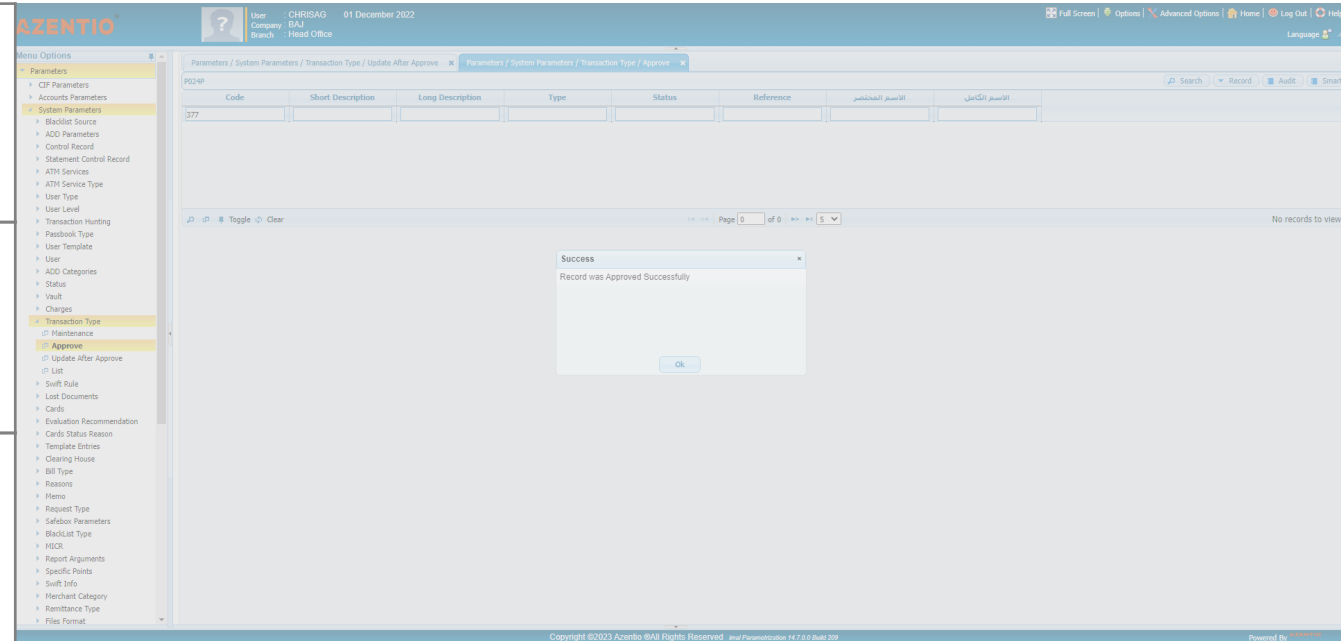 AZENTIO
User : CHRISAG 01 December 2022
Company : BAJ
Branch : Head Office
Full Screen | Options | Advanced Options | Home | Log Out | Help
Language
Menu Options
Parameters
CIF Parameters
Accounts Parameters
System Parameters
Blacklist Source
ADD Parameters
Control Record
Statement Control Record
ATM Services
ATM Service Type
User Type
User Level
Transaction Hunting
Passbook Type
User Template
User
ADD Categories
Status
Vault
Charges
Transaction Type
Maintenance
Approve
Update After Approve
List
Swift Rule
Lost Documents
Cards
Evaluation Recommendation
Cards Status Reason
Template Entries
Clearing House
Bill Type
Reasons
Memo
Request Type
Safebox Parameters
BlackList Type
MICR
Report Arguments
Specific Points
Swift Info
Merchant Category
Remittance Type
Files Format
Parameters / System Parameters / Transaction Type / Update After Approve x Parameters / System Parameters / Transaction Type / Approve x
P024P Search Record Audit Smart
Code Short Description Long Description Type Status Reference الاسم المختصر الاسم الكامل
377
Toggle Clear Page 0 of 0 5 No records to view
Success ×
Record was Approved Successfully
Ok
Copyright ©2023 Azentio ®All Rights Reserved imal Parametrization 14.7.0.0 Build 209
Powered By